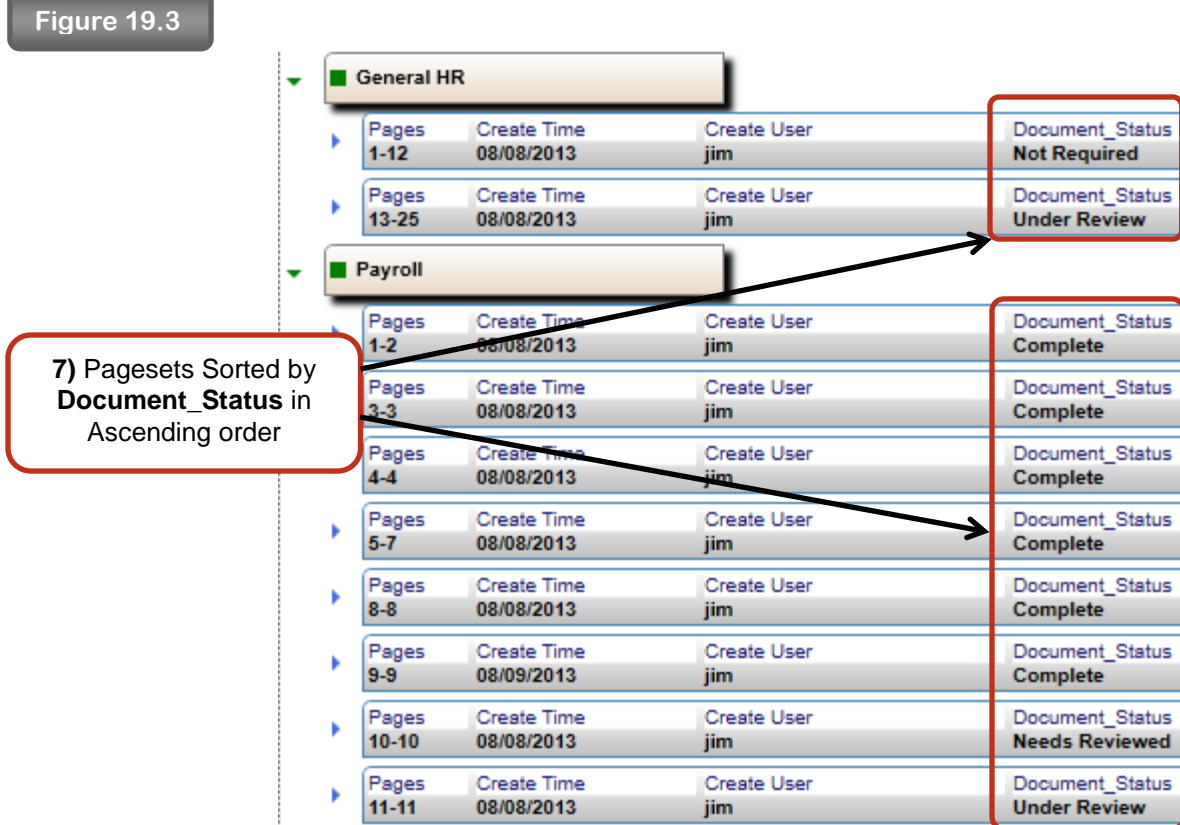 Figure 19.3
General HR
Pages Create Time Create User Document_Status
1-12 08/08/2013 jim Not Required
Pages Create Time Create User Document_Status
13-25 08/08/2013 jim Under Review
Payroll
Pages Create Time Create User Document_Status
1-2 08/08/2013 jim Complete
7) Pagesets Sorted by
Document_Status in
Ascending order
Pages Create Time Create User Document_Status
3-3 08/08/2013 jim Complete
Pages Create Time Create User Document_Status
4-4 08/08/2013 jim Complete
Pages Create Time Create User Document_Status
5-7 08/08/2013 jim Complete
Pages Create Time Create User Document_Status
8-8 08/08/2013 jim Complete
Pages Create Time Create User Document_Status
9-9 08/09/2013 jim Complete
Pages Create Time Create User Document_Status
10-10 08/08/2013 jim Needs Reviewed
Pages Create Time Create User Document_Status
11-11 08/08/2013 jim Under Review